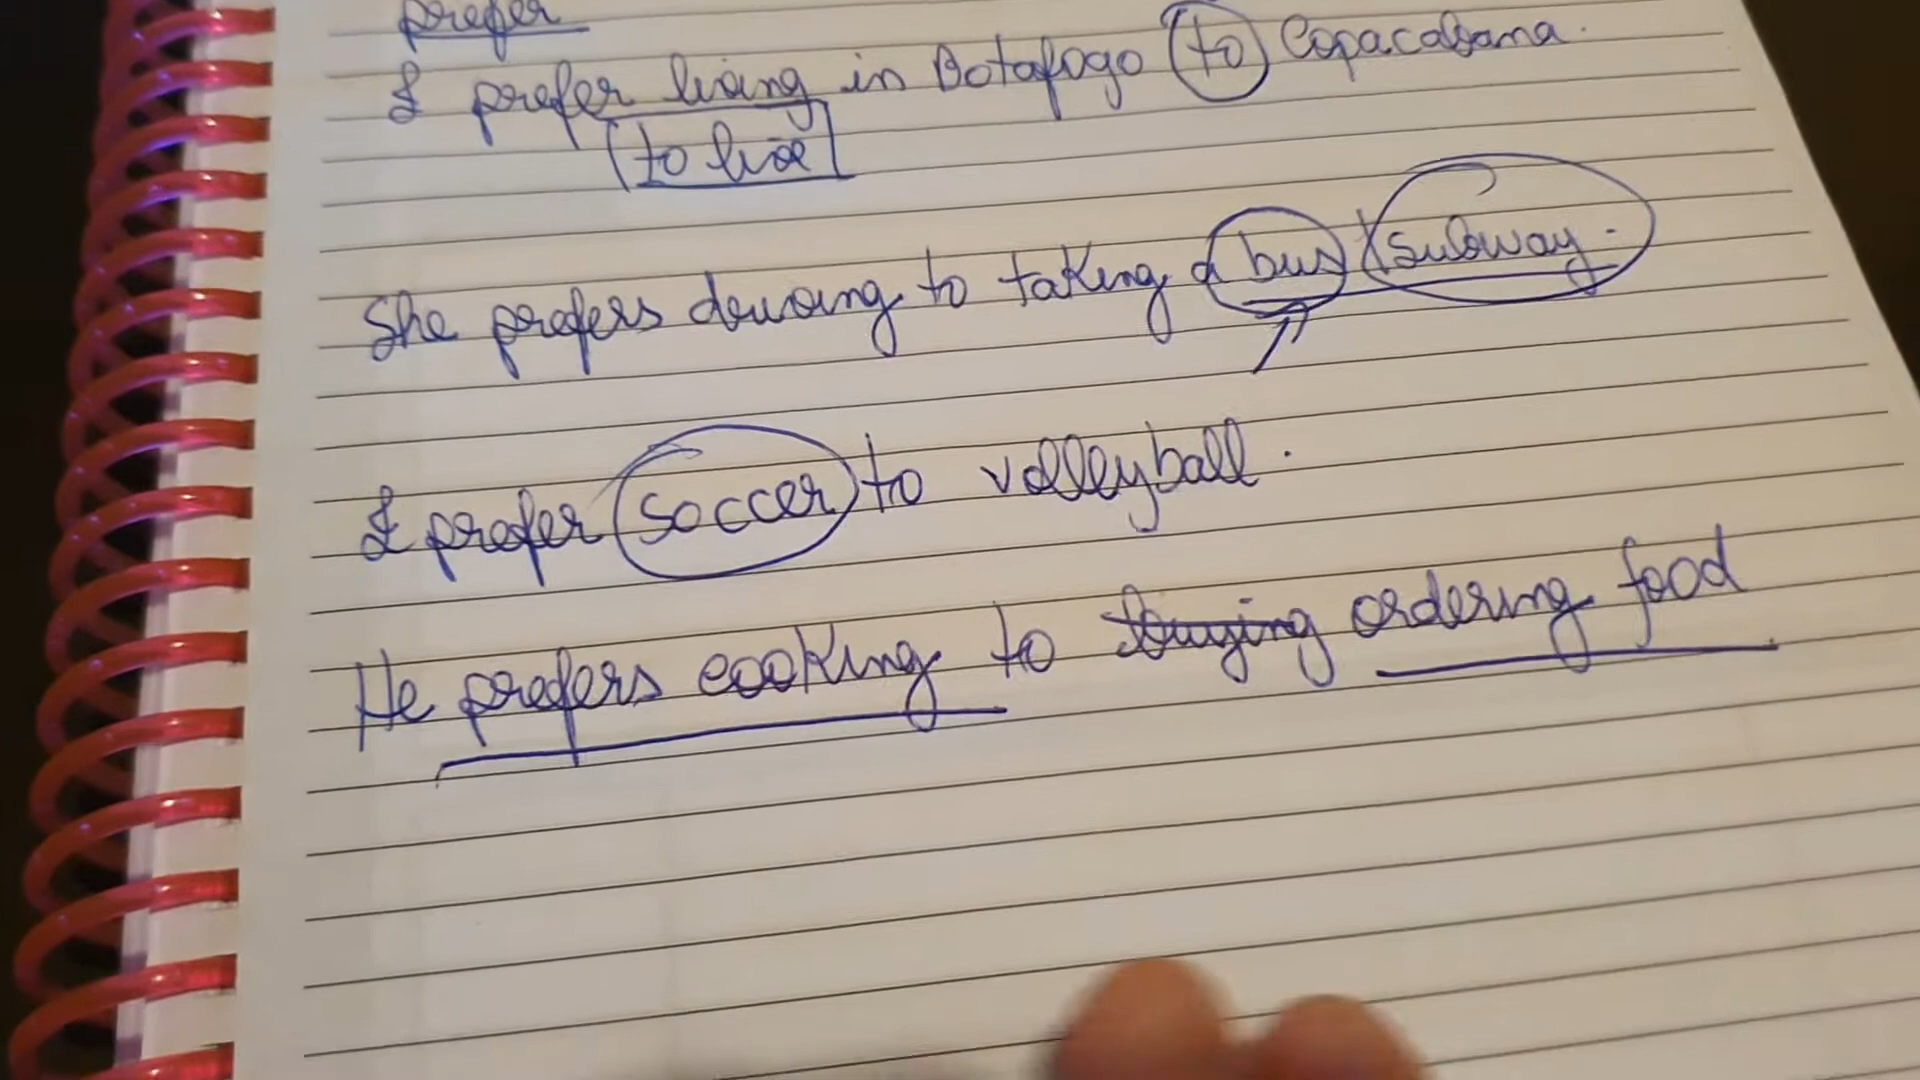 prefer
I prefer living in Botafogo to Copacabana.
to live
She prefers driving to taking a bus/subway.
I prefer soccer to volleyball.
He prefers cooking to buying ordering food